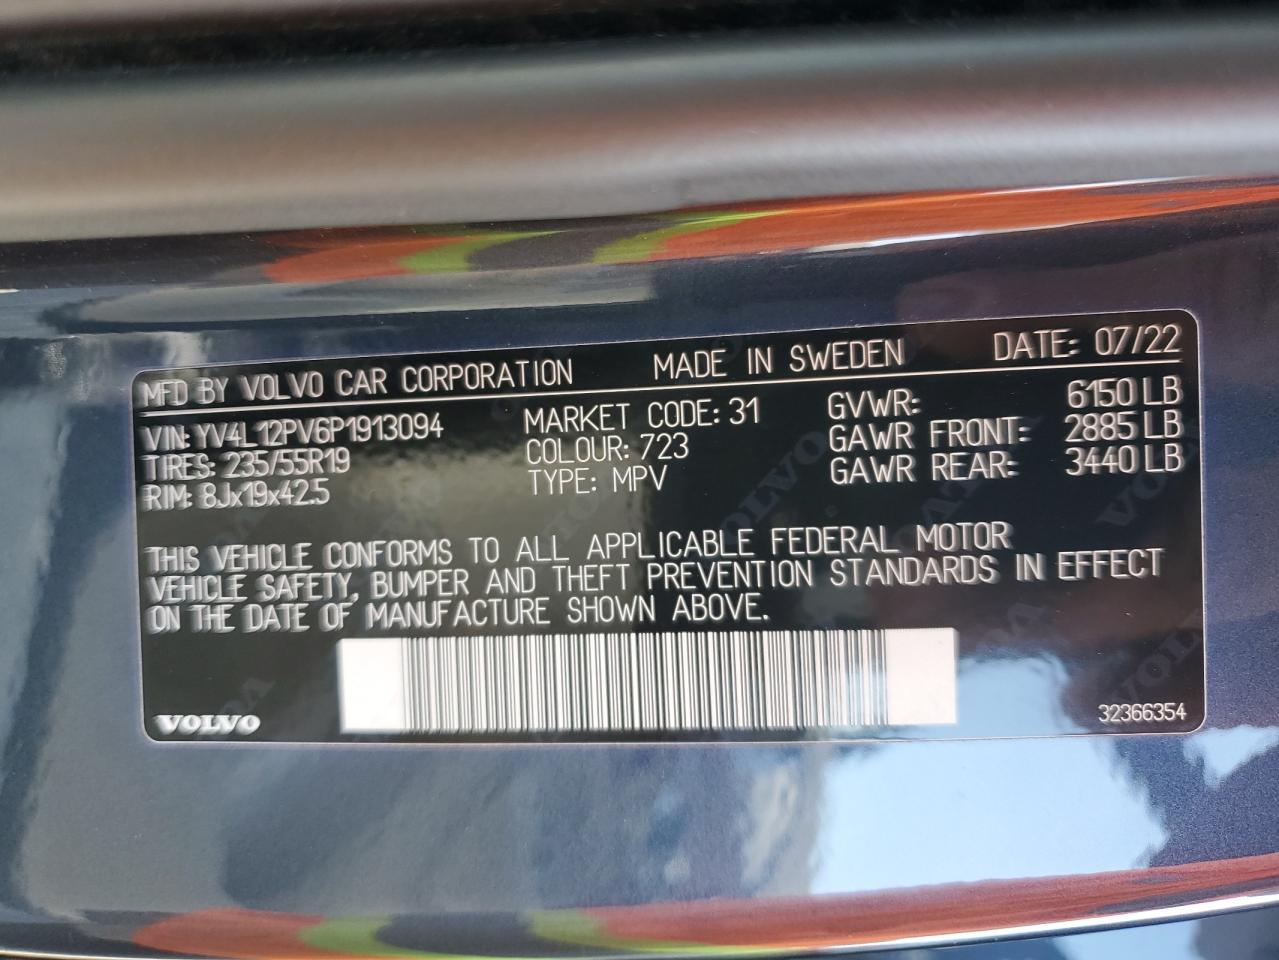 MFD BY VOLVO CAR CORPORATION MADE IN SWEDEN DATE: 07/22
VIN: YV4L12PV6P1913094 MARKET CODE: 31 GVWR: 6150 LB
TIRES: 235/55R19 COLOUR: 723 GAWR FRONT: 2885 LB
RIM: 8Jx19x42.5 TYPE: MPV GAWR REAR: 3440 LB
THIS VEHICLE CONFORMS TO ALL APPLICABLE FEDERAL MOTOR
VEHICLE SAFETY, BUMPER AND THEFT PREVENTION STANDARDS IN EFFECT
ON THE DATE OF MANUFACTURE SHOWN ABOVE.
VOLVO 32366354